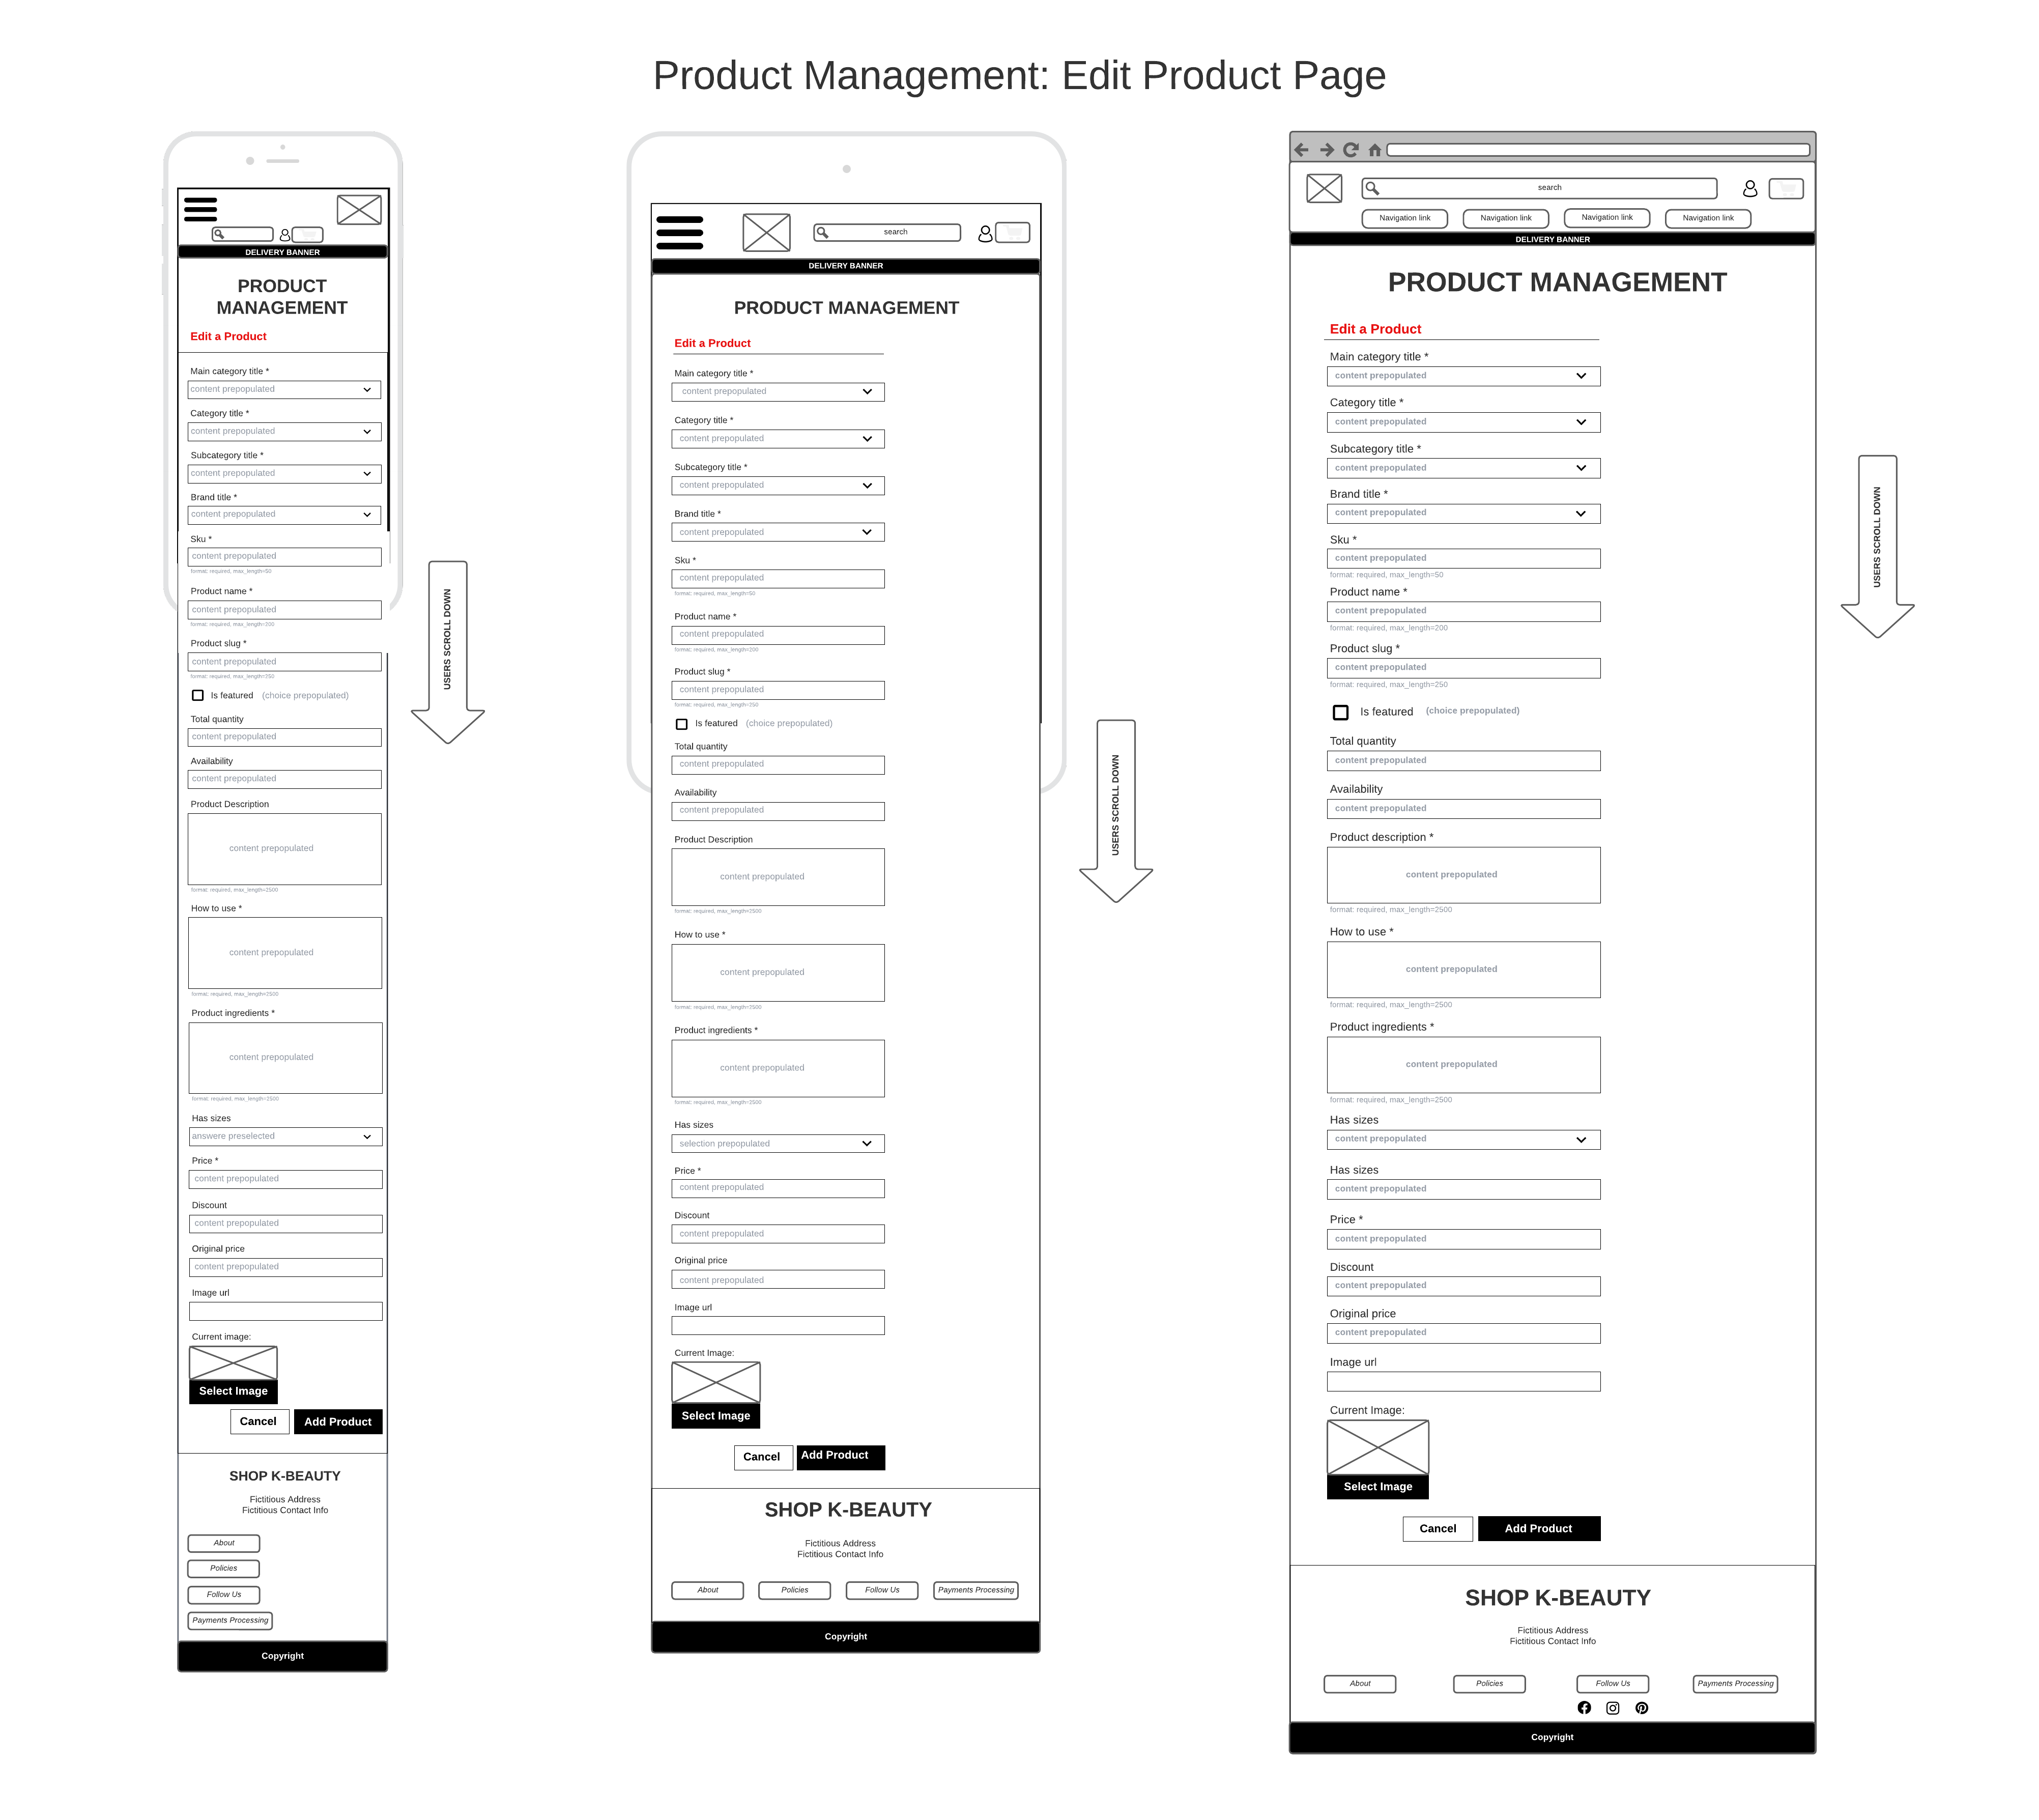 Product Management: Edit Product Page
DELIVERY BANNER
PRODUCT
MANAGEMENT
Edit a Product
Main category title *
content prepopulated
Category title *
content prepopulated
Subcategory title *
content prepopulated
Brand title *
content prepopulated
Sku *
content prepopulated
format: required, max_length=50
Product name *
content prepopulated
format: required, max_length=200
Product slug *
content prepopulated
format: required, max_length=250
Is featured (choice prepopulated)
Total quantity
content prepopulated
Availability
content prepopulated
Product Description
content prepopulated
format: required, max_length=1500
How to use *
content prepopulated
format: required, max_length=2500
Product ingredients *
content prepopulated
format: required, max_length=2500
Has sizes
answere preselected
Price *
content prepopulated
Discount
content prepopulated
Original price
content prepopulated
Image url
Current image:
Select Image
Cancel Add Product
SHOP K-BEAUTY
Fictitious Address
Fictitious Contact Info
About
Policies
Follow Us
Payments Processing
Copyright
USERS SCROLL DOWN
search
DELIVERY BANNER
PRODUCT MANAGEMENT
Edit a Product
Main category title *
content prepopulated
Category title *
content prepopulated
Subcategory title *
content prepopulated
Brand title *
content prepopulated
Sku *
content prepopulated
format: required, max_length=50
Product name *
content prepopulated
format: required, max_length=200
Product slug *
content prepopulated
format: required, max_length=250
Is featured (choice prepopulated)
Total quantity
content prepopulated
Availability
content prepopulated
Product Description
content prepopulated
format: required, max_length=2500
How to use *
content prepopulated
format: required, max_length=2500
Product ingredients *
content prepopulated
format: required, max_length=2500
Has sizes
selection prepopulated
Price *
content prepopulated
Discount
content prepopulated
Original price
content prepopulated
Image url
Current Image:
Select Image
Cancel Add Product
SHOP K-BEAUTY
Fictitious Address
Fictitious Contact Info
About Policies Follow Us Payments Processing
Copyright
USERS SCROLL DOWN
search
Navigation link Navigation link Navigation link Navigation link
DELIVERY BANNER
PRODUCT MANAGEMENT
Edit a Product
Main category title *
content prepopulated
Category title *
content prepopulated
Subcategory title *
content prepopulated
Brand title *
content prepopulated
Sku *
content prepopulated
format: required, max_length=50
Product name *
content prepopulated
format: required, max_length=200
Product slug *
content prepopulated
format: required, max_length=250
Is featured (choice prepopulated)
Total quantity
content prepopulated
Availability
content prepopulated
Product description *
content prepopulated
format: required, max_length=2500
How to use *
content prepopulated
format: required, max_length=2500
Product ingredients *
content prepopulated
format: required, max_length=2500
Has sizes
content prepopulated
Has sizes
content prepopulated
Price *
content prepopulated
Discount
content prepopulated
Original price
content prepopulated
Image url
Current Image:
Select Image
Cancel Add Product
SHOP K-BEAUTY
Fictitious Address
Fictitious Contact Info
About Policies Follow Us Payments Processing
Copyright
USERS SCROLL DOWN